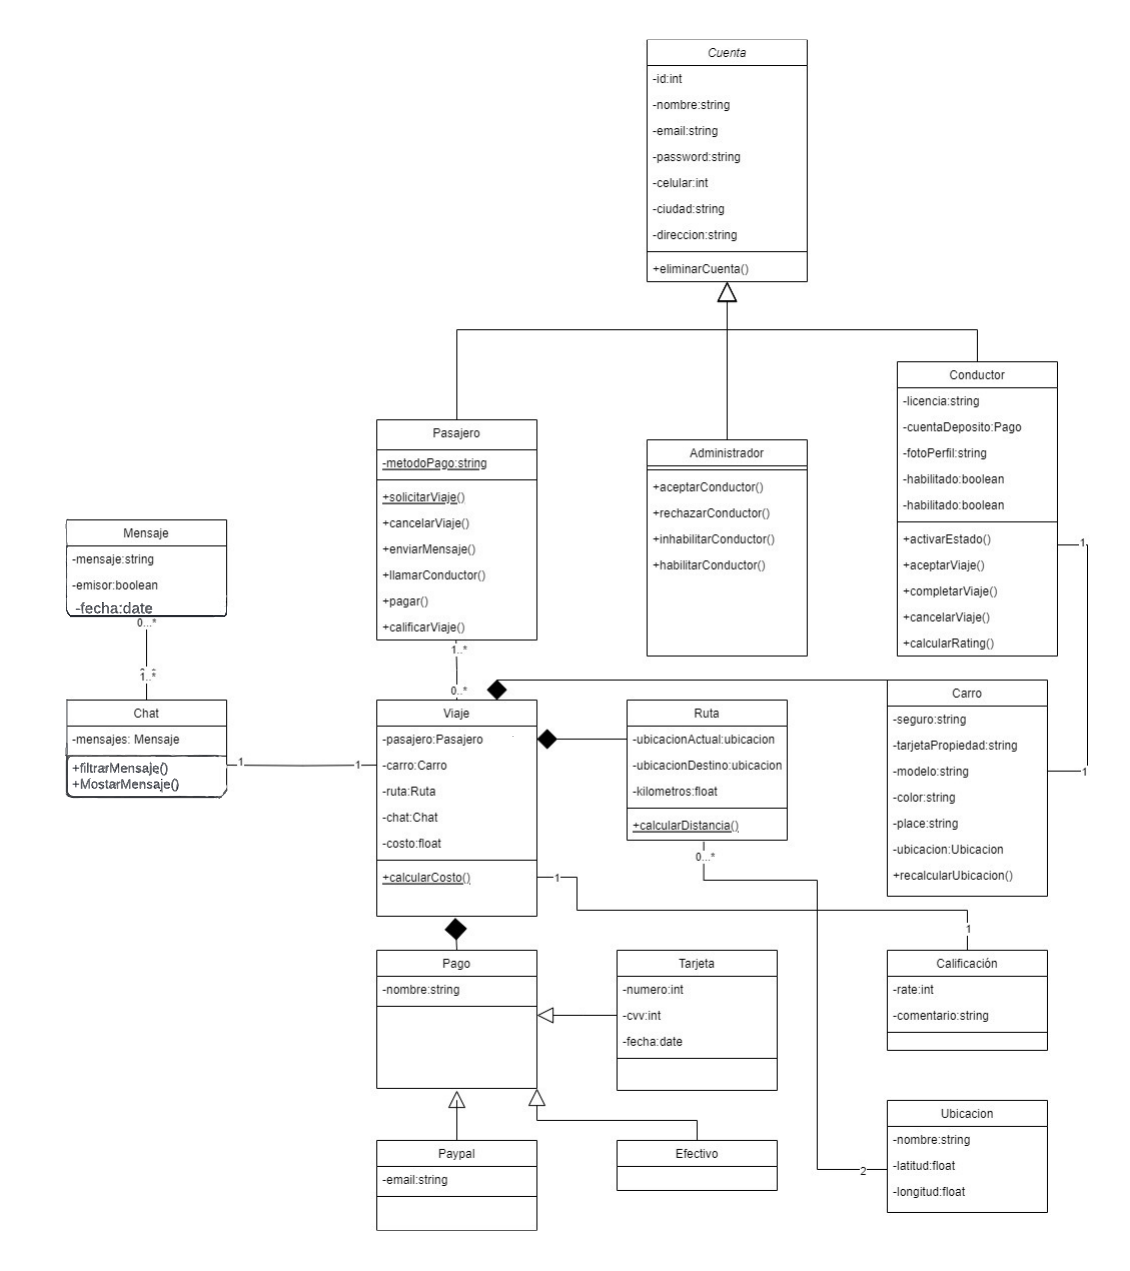 Cuenta
-id:int
-nombre:string
-email:string
-password:string
-celular:int
-ciudad:string
-direccion:string
+eliminarCuenta()
Conductor
-licencia:string
-cuentaDeposito:Pago
-fotoPerfil:string
-habilitado:boolean
-habilitado:boolean
+activarEstado()
+aceptarViaje()
+completarViaje()
+cancelarViaje()
+calcularRating()
1
1
Pasajero
-metodoPago:string
+solicitarViaje()
+cancelarViaje()
+enviarMensaje()
+llamarConductor()
+pagar()
+calificarViaje()
1..*
0..*
Administrador
+aceptarConductor()
+rechazarConductor()
+inhabilitarConductor()
+habilitarConductor()
Mensaje
-mensaje:string
-emisor:boolean
-fecha:date
0...*
1..*
Chat
-mensajes: Mensaje
+filtrarMensaje()
+MostarMensaje()
1
1
Viaje
-pasajero:Pasajero
-carro:Carro
-ruta:Ruta
-chat:Chat
-costo:float
+calcularCosto()
1
1
Ruta
-ubicacionActual:ubicacion
-ubicacionDestino:ubicacion
-kilometros:float
+calcularDistancia()
0...*
2
Carro
-seguro:string
-tarjetaPropiedad:string
-modelo:string
-color:string
-place:string
-ubicacion:Ubicacion
+recalcularUbicacion()
Pago
-nombre:string
Tarjeta
-numero:int
-cvv:int
-fecha:date
Calificación
-rate:int
-comentario:string
Paypal
-email:string
Efectivo
Ubicacion
-nombre:string
-latitud:float
-longitud:float